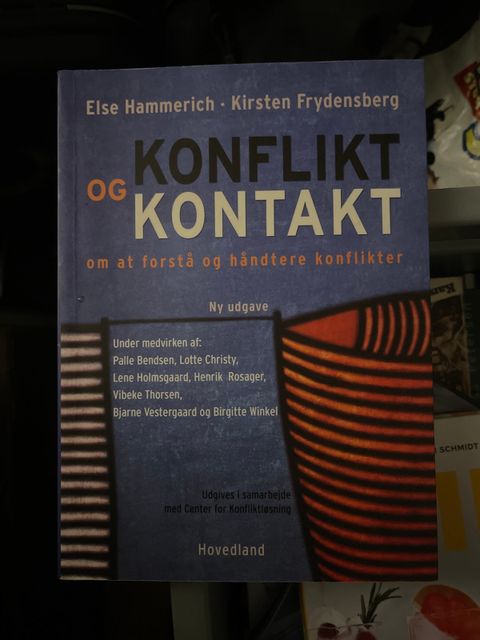 Else Hammerich · Kirsten Frydensberg
KONFLIKT
OG KONTAKT
om at forstå og håndtere konflikter
Ny udgave
Under medvirken af:
Palle Bendsen, Lotte Christy,
Lene Holmsgaard, Henrik Rosager,
Vibeke Thorsen,
Bjarne Vestergaard og Birgitte Winkel
Udgives i samarbejde
med Center for Konfliktløsning
Hovedland
SCHMIDT